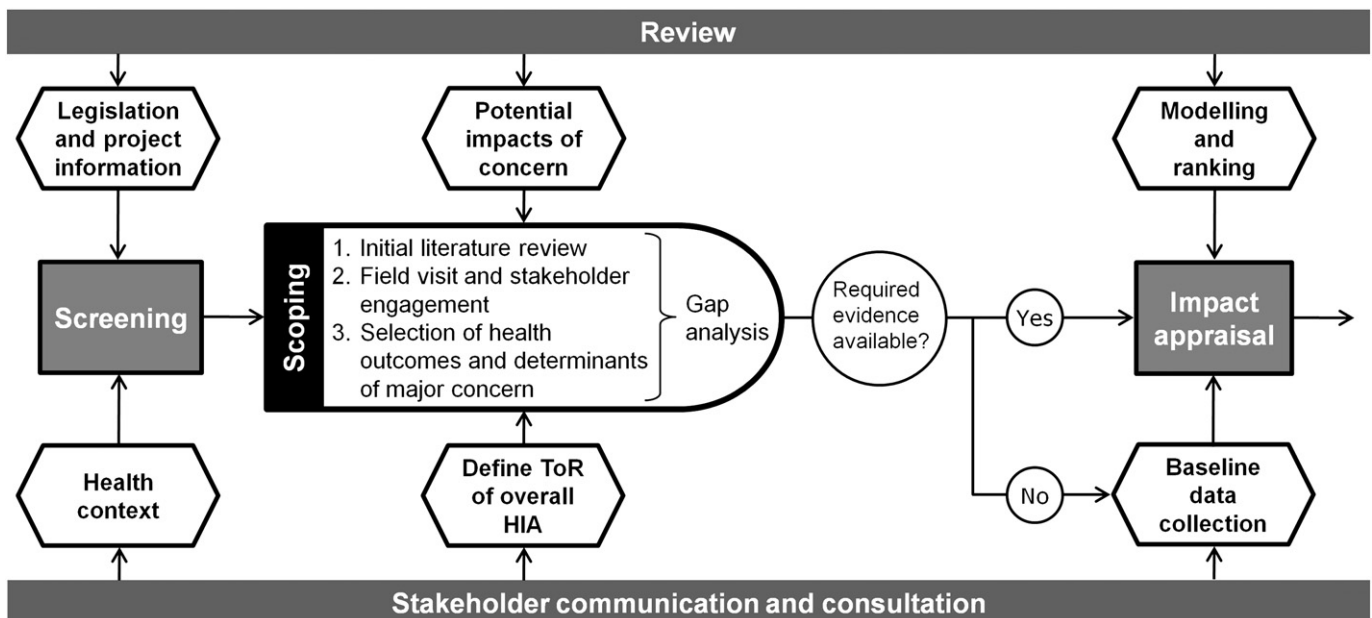 Review
Legislation
and project
information
Potential
impacts of
concern
Modelling
and
ranking
Screening
Scoping
1. Initial literature review
2. Field visit and stakeholder
engagement
3. Selection of health
outcomes and determinants
of major concern
Gap
analysis
Required
evidence
available?
Yes
Impact
appraisal
Health
context
Define ToR
of overall
HIA
No
Baseline
data
collection
Stakeholder communication and consultation